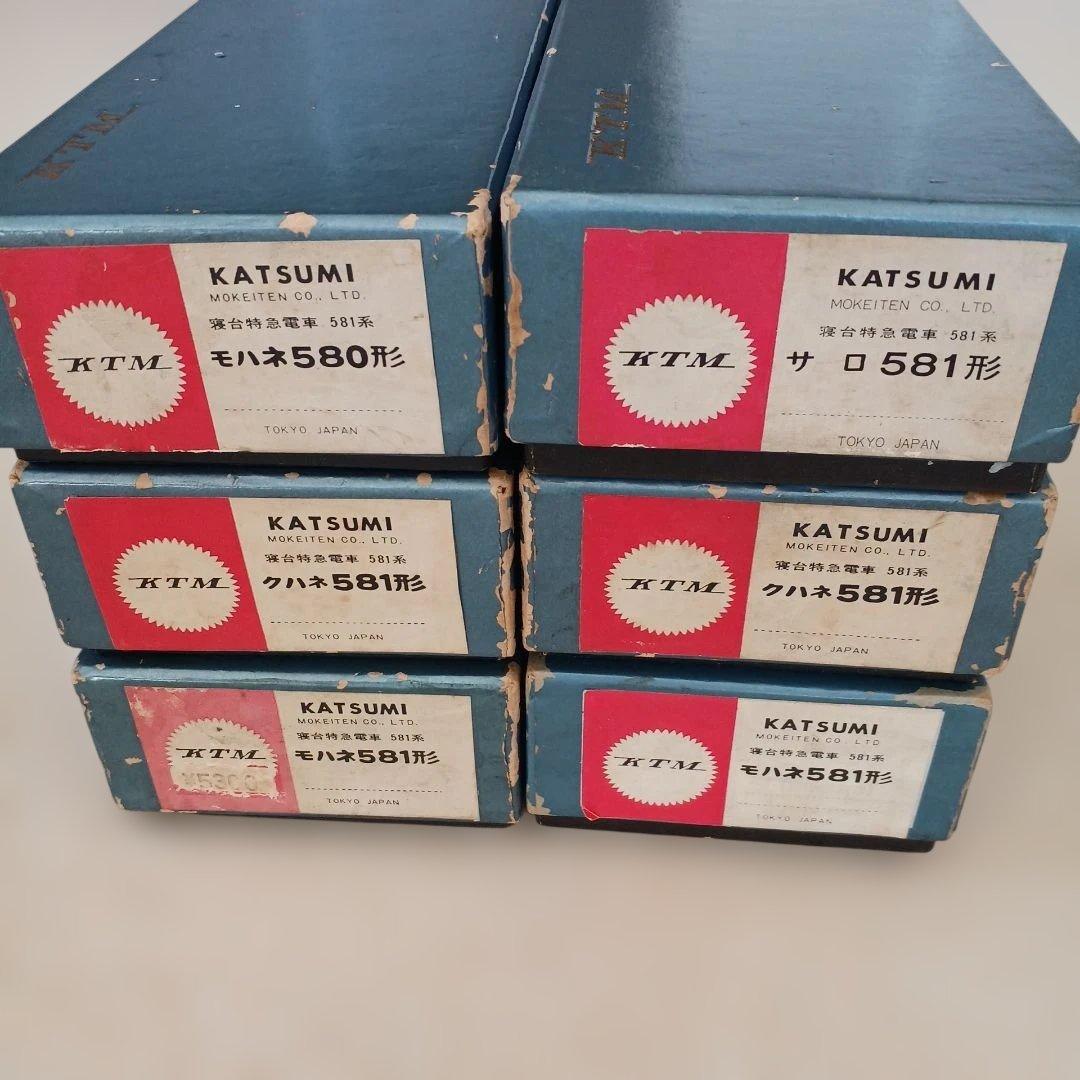 KTM
KTM
KATSUMI
MOKEITEN CO., LTD.
寝台特急電車 581系
モハネ580形
KTM
TOKYO JAPAN
KATSUMI
MOKEITEN CO., LTD.
寝台特急電車 581系
サロ581形
KTM
TOKYO JAPAN
KATSUMI
MOKEITEN CO., LTD.
寝台特急電車 581系
クハネ581形
KTM
TOKYO JAPAN
KATSUMI
MOKEITEN CO., LTD.
寝台特急電車 581系
クハネ581形
KTM
TOKYO JAPAN
KATSUMI
MOKEITEN CO., LTD.
寝台特急電車 581系
モハネ581形
KTM
¥5300
TOKYO JAPAN
KATSUMI
MOKEITEN CO., LTD
寝台特急電車 581系
モハネ581形
KTM
TOKYO JAPAN